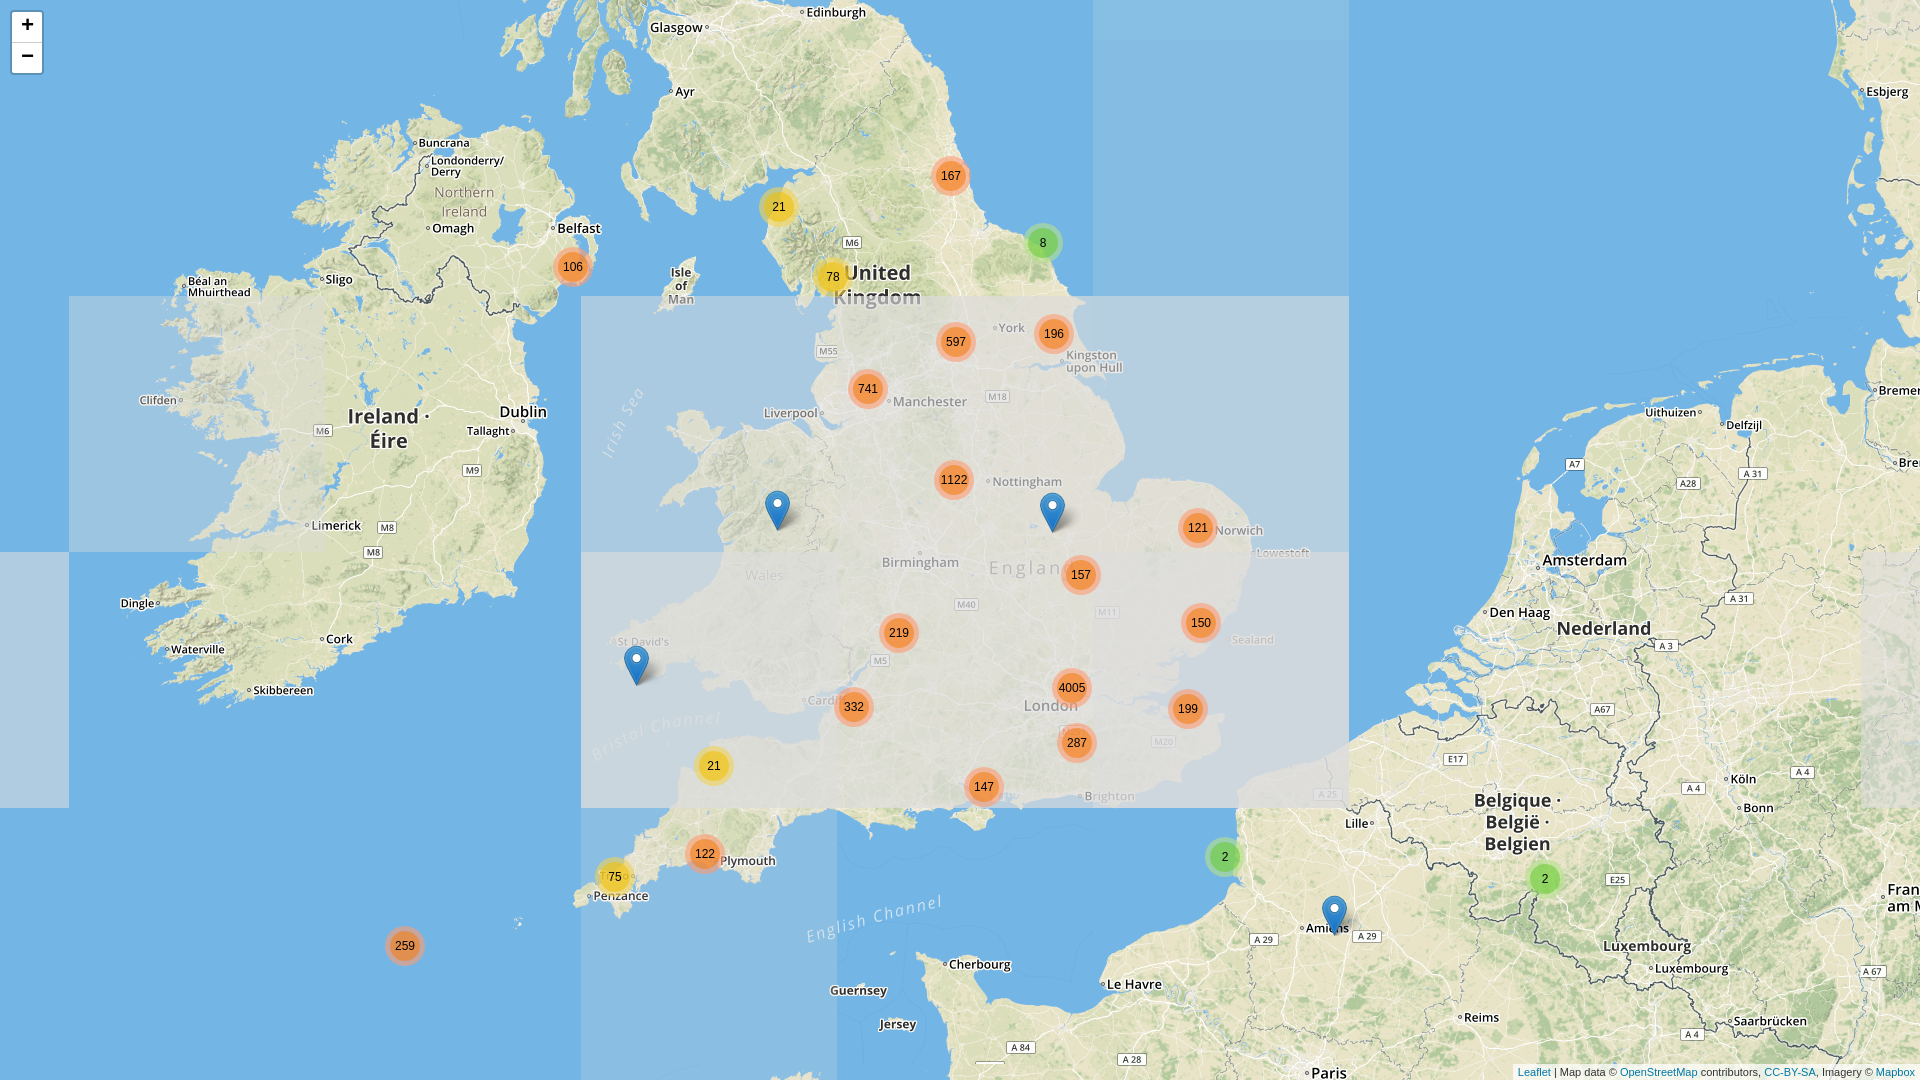 +
−
Edinburgh
Glasgow
Ayr
Esbjerg
Buncrana
Londonderry/
Derry
Northern
Ireland
Omagh
Belfast
167
21
8
M6
106
78
United
Kingdom
Isle
of
Man
Sligo
Béal an
Mhuirthead
York
196
597
M55
Kingston
upon Hull
741
Manchester
M18
Liverpool
Irish Sea
Clifden
Ireland ·
Éire
Dublin
Tallaght
M6
M9
Uithuizen
Delfzijl
A7
A 31
A28
1122
Nottingham
Limerick
M8
M8
121
Norwich
Lowestoft
Birmingham
Wales
157
Amsterdam
Dingle
M40
M11
A 31
Den Haag
Nederland
219
150
Sealand
Cork
Waterville
St David's
A 3
M5
Skibbereen
4005
London
332
199
A67
Bristol Channel
287
M20
E17
21
147
Brighton
A 25
A 4
Köln
A 4
Bonn
Belgique ·
België ·
Belgien
Lille
122
Plymouth
2
75
Penzance
2
E25
English Channel
Amiens
A 29
A 29
259
Luxembourg
Luxembourg
Cherbourg
A 67
Le Havre
Guernsey
Jersey
Reims
Saarbrücken
A 4
A 84
A 28
Paris
Leaflet | Map data © OpenStreetMap contributors, CC-BY-SA, Imagery © Mapbox